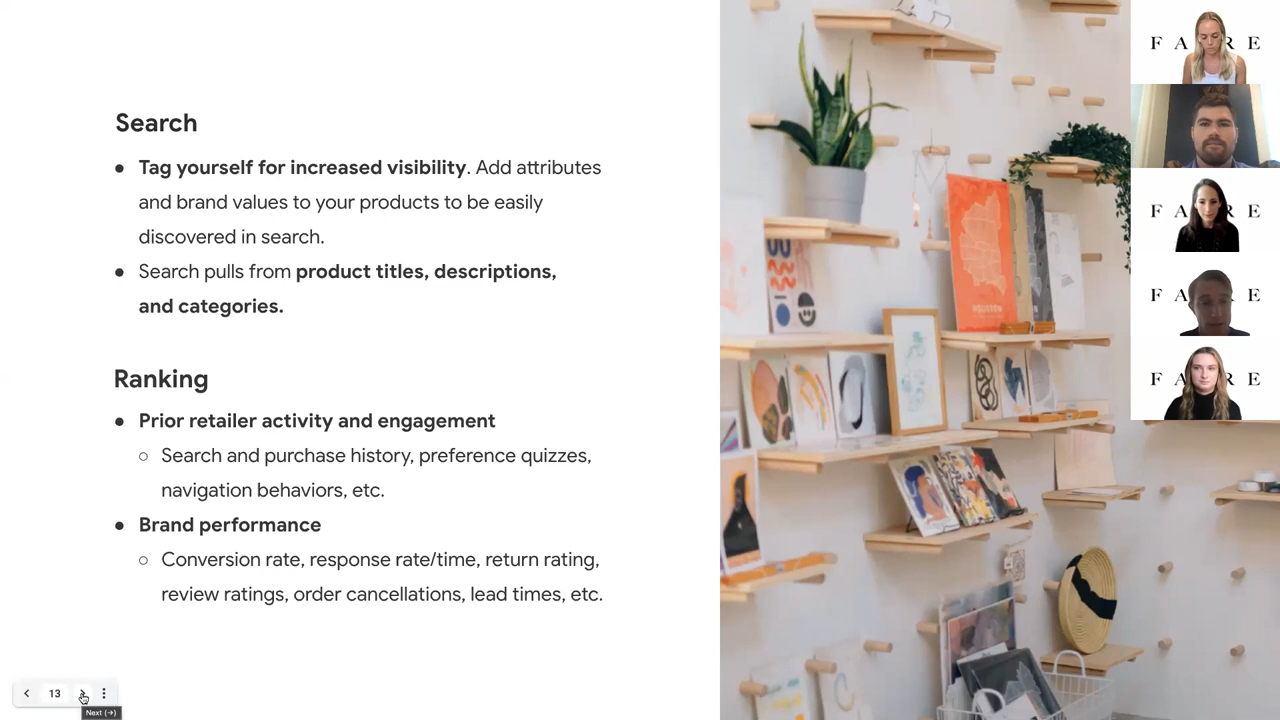 Search
● Tag yourself for increased visibility. Add attributes
and brand values to your products to be easily
discovered in search.
● Search pulls from product titles, descriptions,
and categories.
Ranking
● Prior retailer activity and engagement
○ Search and purchase history, preference quizzes,
navigation behaviors, etc.
● Brand performance
○ Conversion rate, response rate/time, return rating,
review ratings, order cancellations, lead times, etc.
13
Next (→)
F A R E
F A R E
F A R E
F A R E